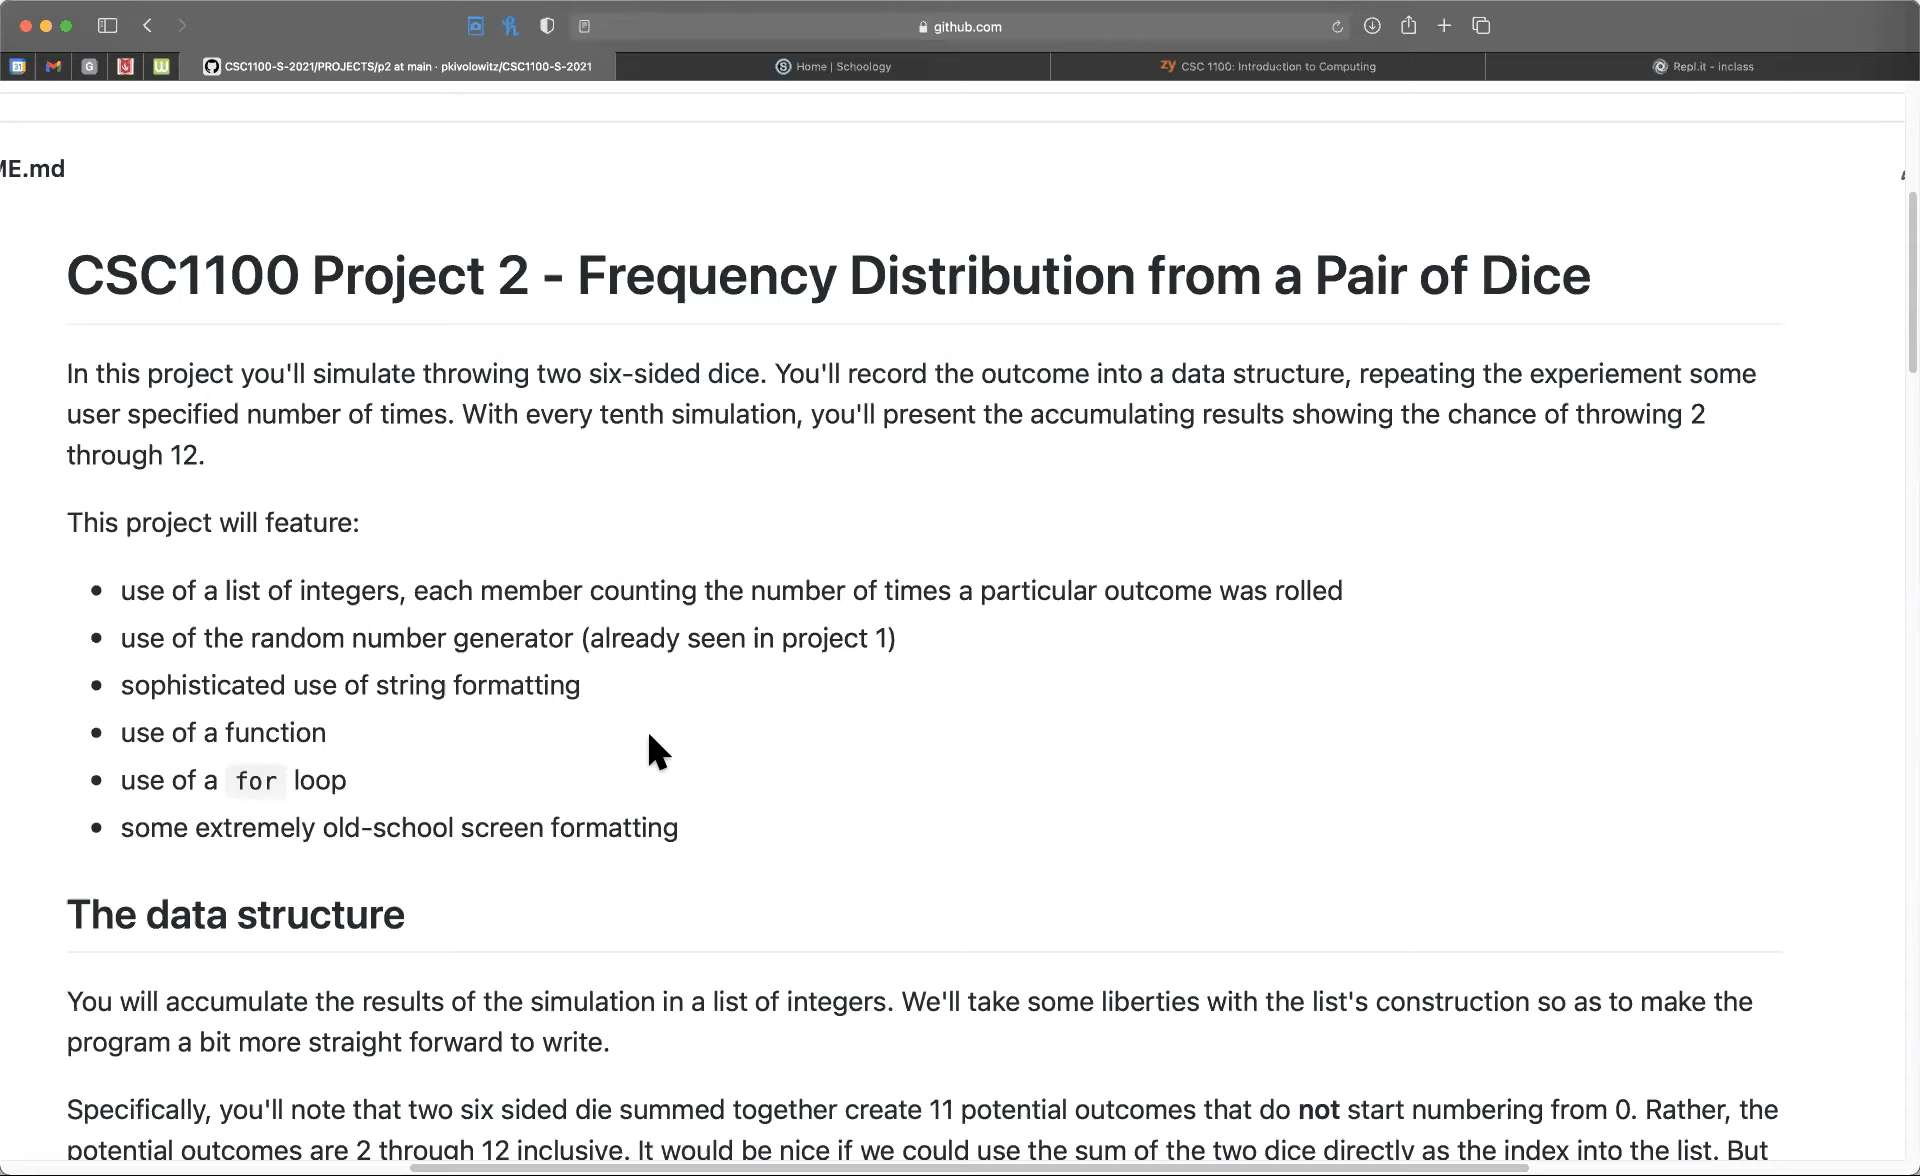 github.com
31
G
W
CSC1100-S-2021/PROJECTS/p2 at main · pkivolowitz/CSC1100-S-2021
S Home | Schoology
zy CSC 1100: Introduction to Computing
Repl.it - inclass
ME.md
CSC1100 Project 2 - Frequency Distribution from a Pair of Dice
In this project you'll simulate throwing two six-sided dice. You'll record the outcome into a data structure, repeating the experiement some
user specified number of times. With every tenth simulation, you'll present the accumulating results showing the chance of throwing 2
through 12.
This project will feature:
• use of a list of integers, each member counting the number of times a particular outcome was rolled
• use of the random number generator (already seen in project 1)
• sophisticated use of string formatting
• use of a function
• use of a for loop
• some extremely old-school screen formatting
The data structure
You will accumulate the results of the simulation in a list of integers. We'll take some liberties with the list's construction so as to make the
program a bit more straight forward to write.
Specifically, you'll note that two six sided die summed together create 11 potential outcomes that do not start numbering from 0. Rather, the
potential outcomes are 2 through 12 inclusive. It would be nice if we could use the sum of the two dice directly as the index into the list. But